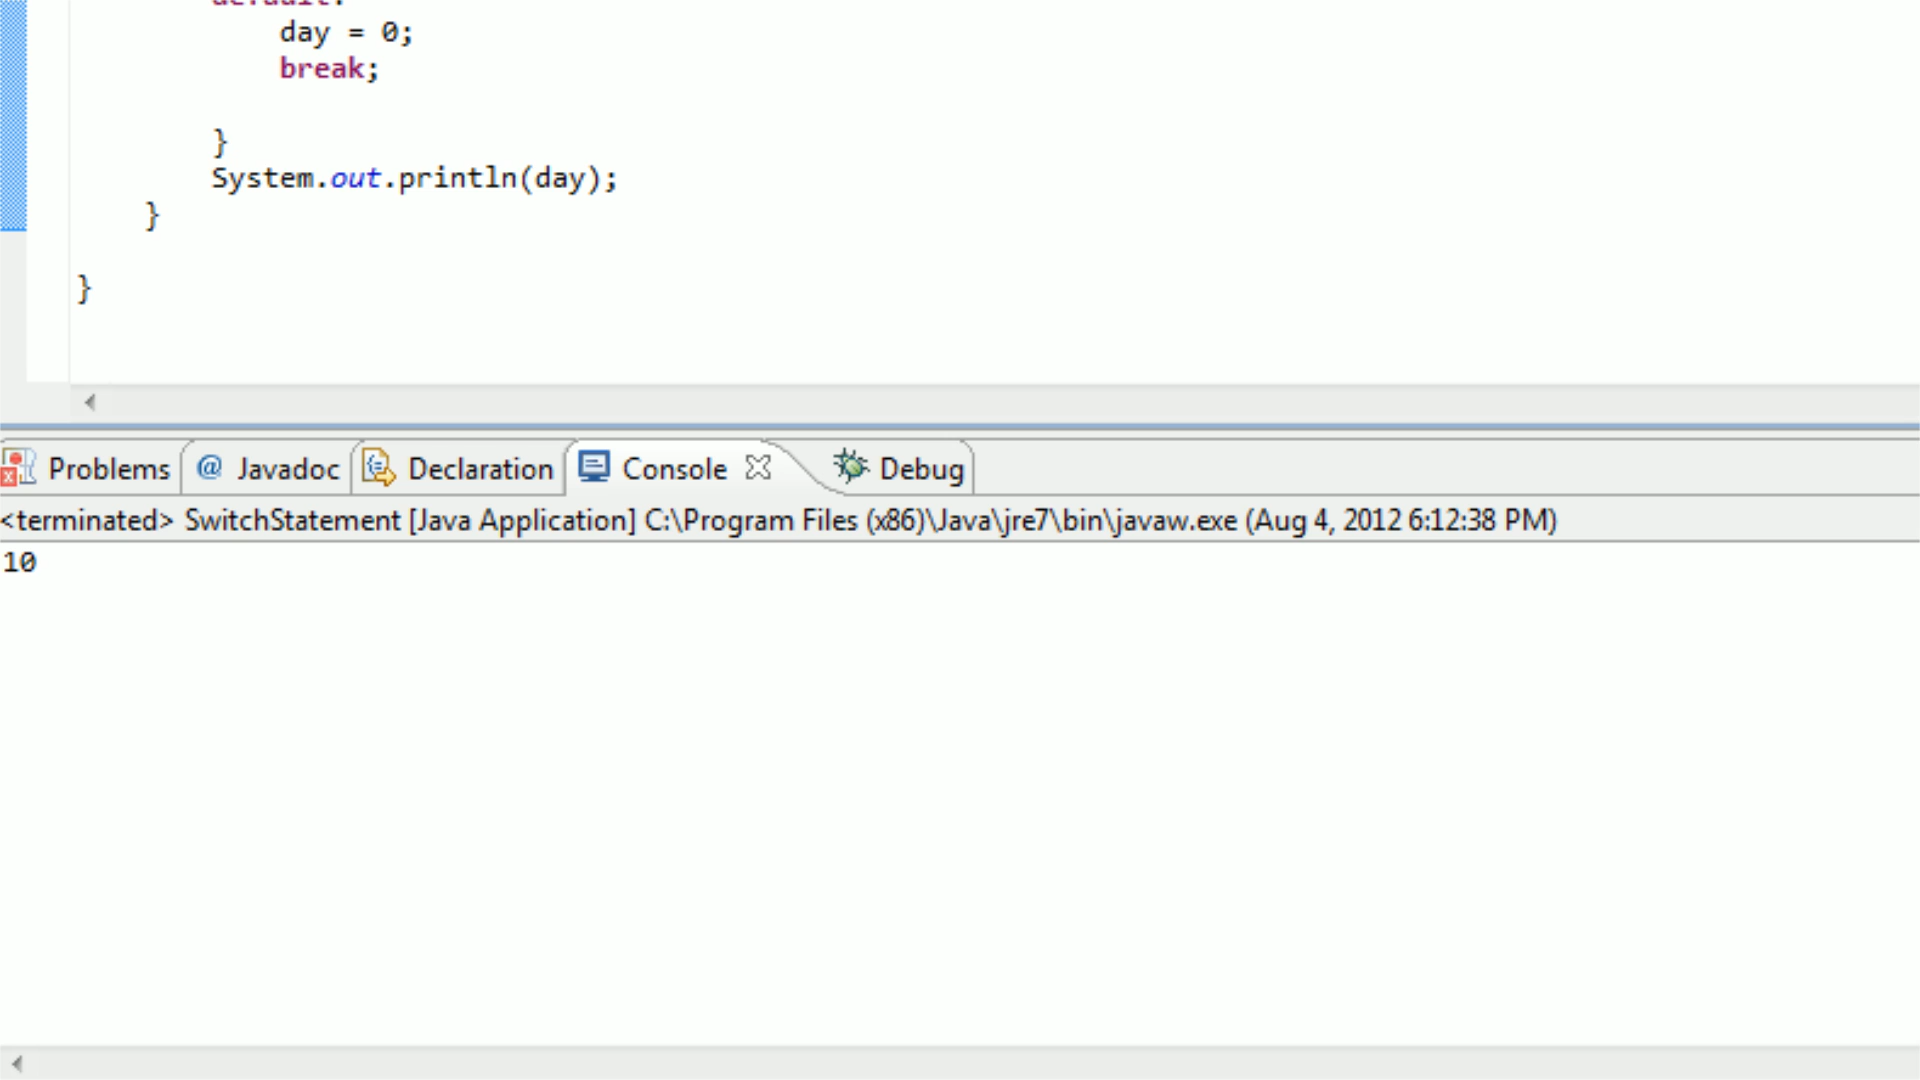 default:
day = 0;
break;
}
System.out.println(day);
}
}
Problems @ Javadoc Declaration Console Debug
<terminated> SwitchStatement [Java Application] C:\Program Files (x86)\Java\jre7\bin\javaw.exe (Aug 4, 2012 6:12:38 PM)
10